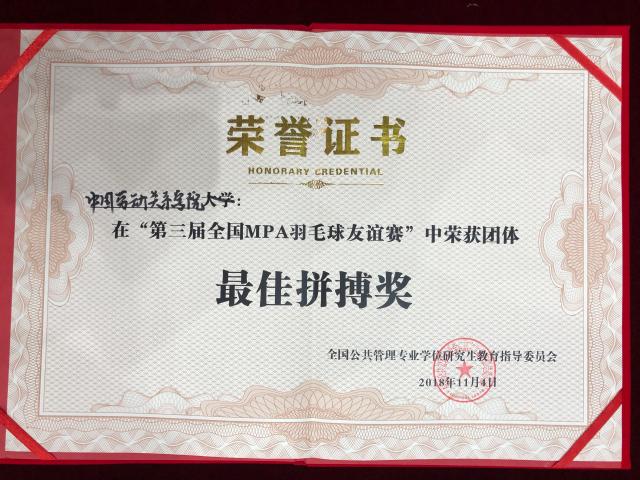 荣誉证书
HONORARY CREDENTIAL
中国劳动关系学院大学：
在“第三届全国MPA羽毛球友谊赛”中荣获团体
最佳拼搏奖
全国公共管理专业学位研究生教育指导委员会
2018年11月4日